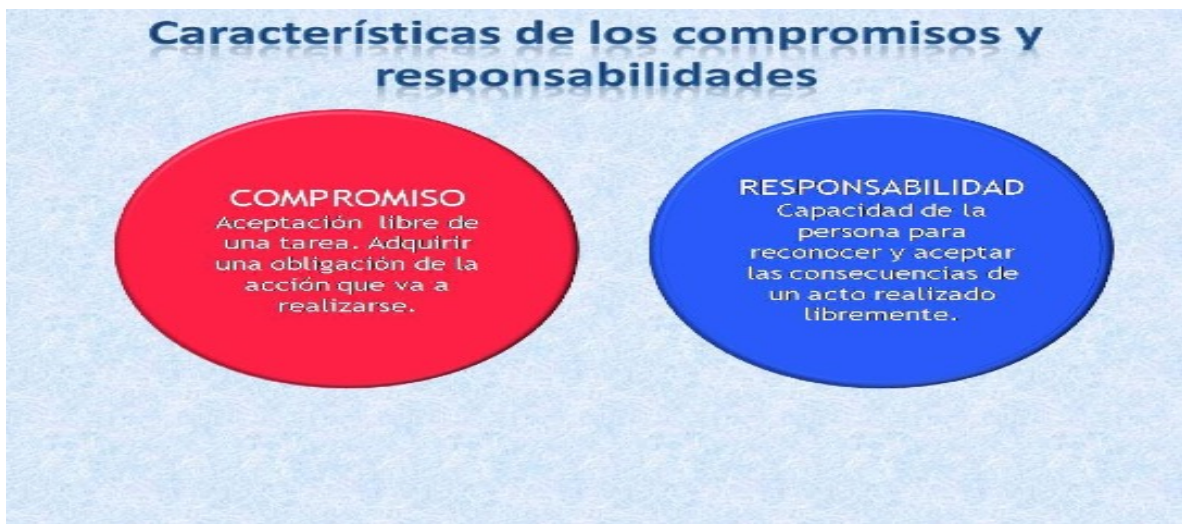 Características de los compromisos y
responsabilidades
COMPROMISO
Aceptación libre de
una tarea. Adquirir
una obligación de la
acción que va a
realizarse.
RESPONSABILIDAD
Capacidad de la
persona para
reconocer y aceptar
las consecuencias de
un acto realizado
libremente.